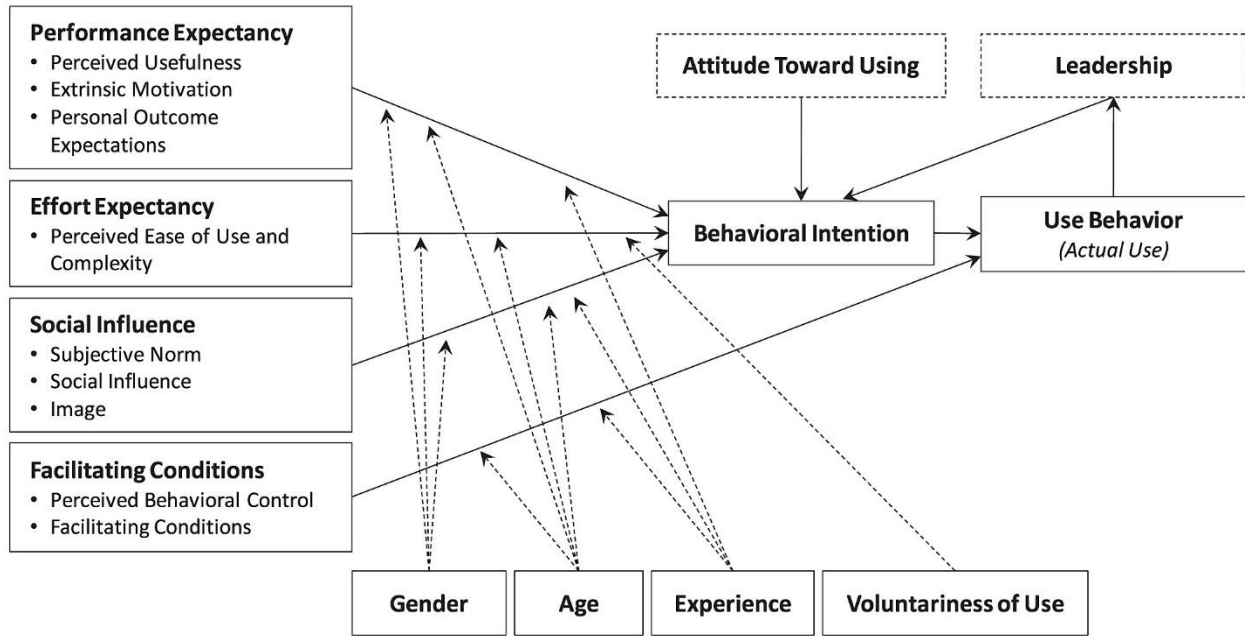 Performance Expectancy
• Perceived Usefulness
• Extrinsic Motivation
• Personal Outcome
Expectations
Attitude Toward Using
Leadership
Effort Expectancy
• Perceived Ease of Use and
Complexity
Behavioral Intention
Use Behavior
(Actual Use)
Social Influence
• Subjective Norm
• Social Influence
• Image
Facilitating Conditions
• Perceived Behavioral Control
• Facilitating Conditions
Gender
Age
Experience
Voluntariness of Use